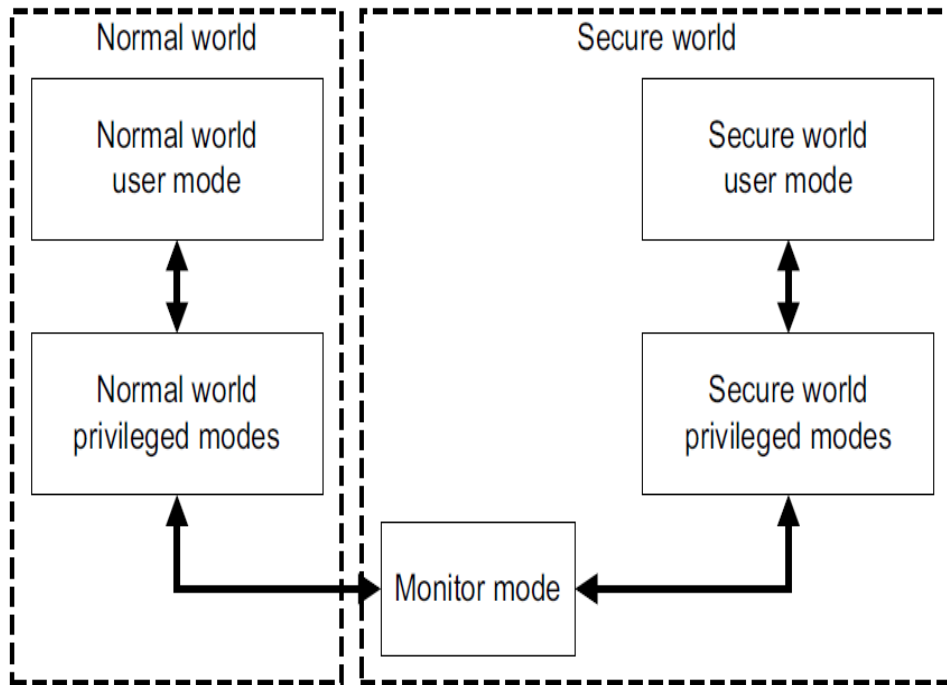 Normal world
Secure world
Normal world
user mode
Secure world
user mode
Normal world
privileged modes
Secure world
privileged modes
Monitor mode